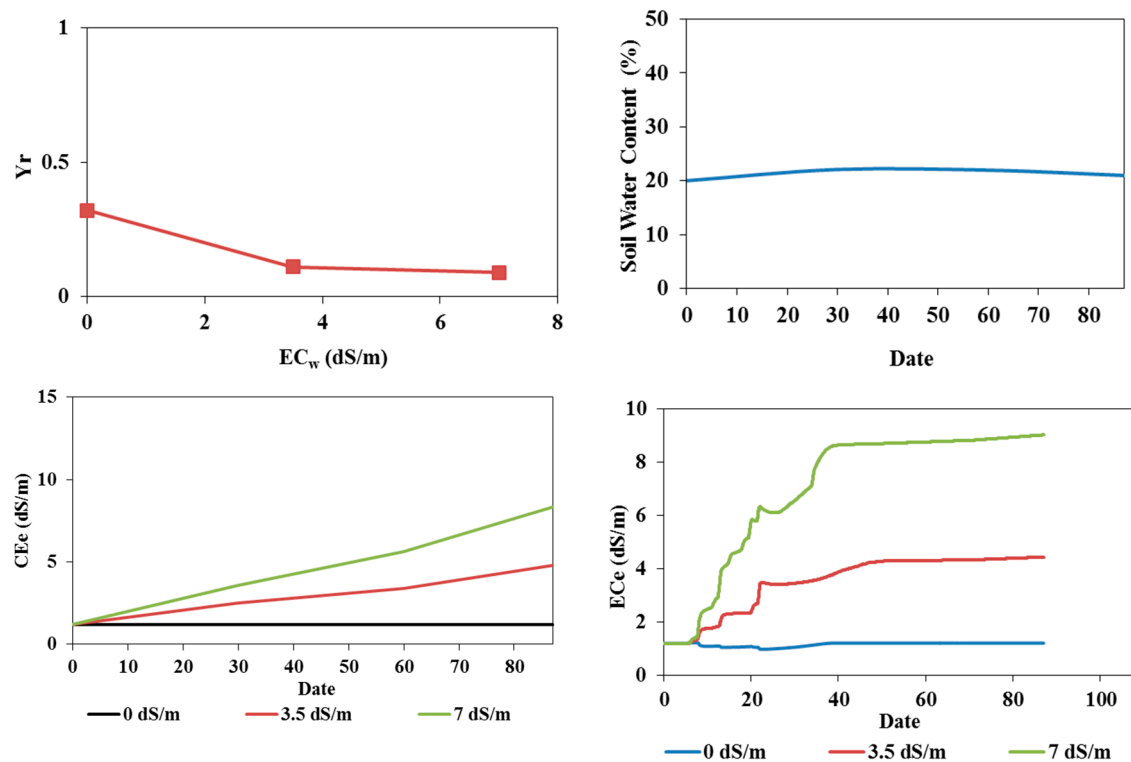 1
0.5
0
Yr
0 2 4 6 8
EC_w (dS/m)
50
40
30
20
10
0
Soil Water Content (%)
0 10 20 30 40 50 60 70 80
Date
15
10
5
0
CEe (dS/m)
0 10 20 30 40 50 60 70 80
Date
0 dS/m 3.5 dS/m 7 dS/m
10
8
6
4
2
0
ECe (dS/m)
0 20 40 60 80 100
Date
0 dS/m 3.5 dS/m 7 dS/m